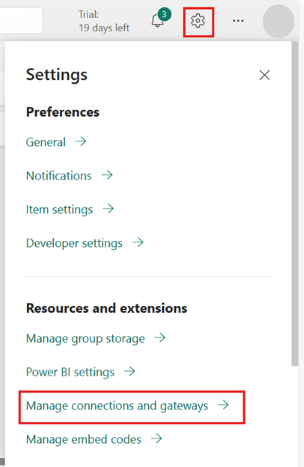 Trial:
19 days left
3
Settings
Preferences
General
Notifications
Item settings
Developer settings
Resources and extensions
Manage group storage
Power BI settings
Manage connections and gateways
Manage embed codes